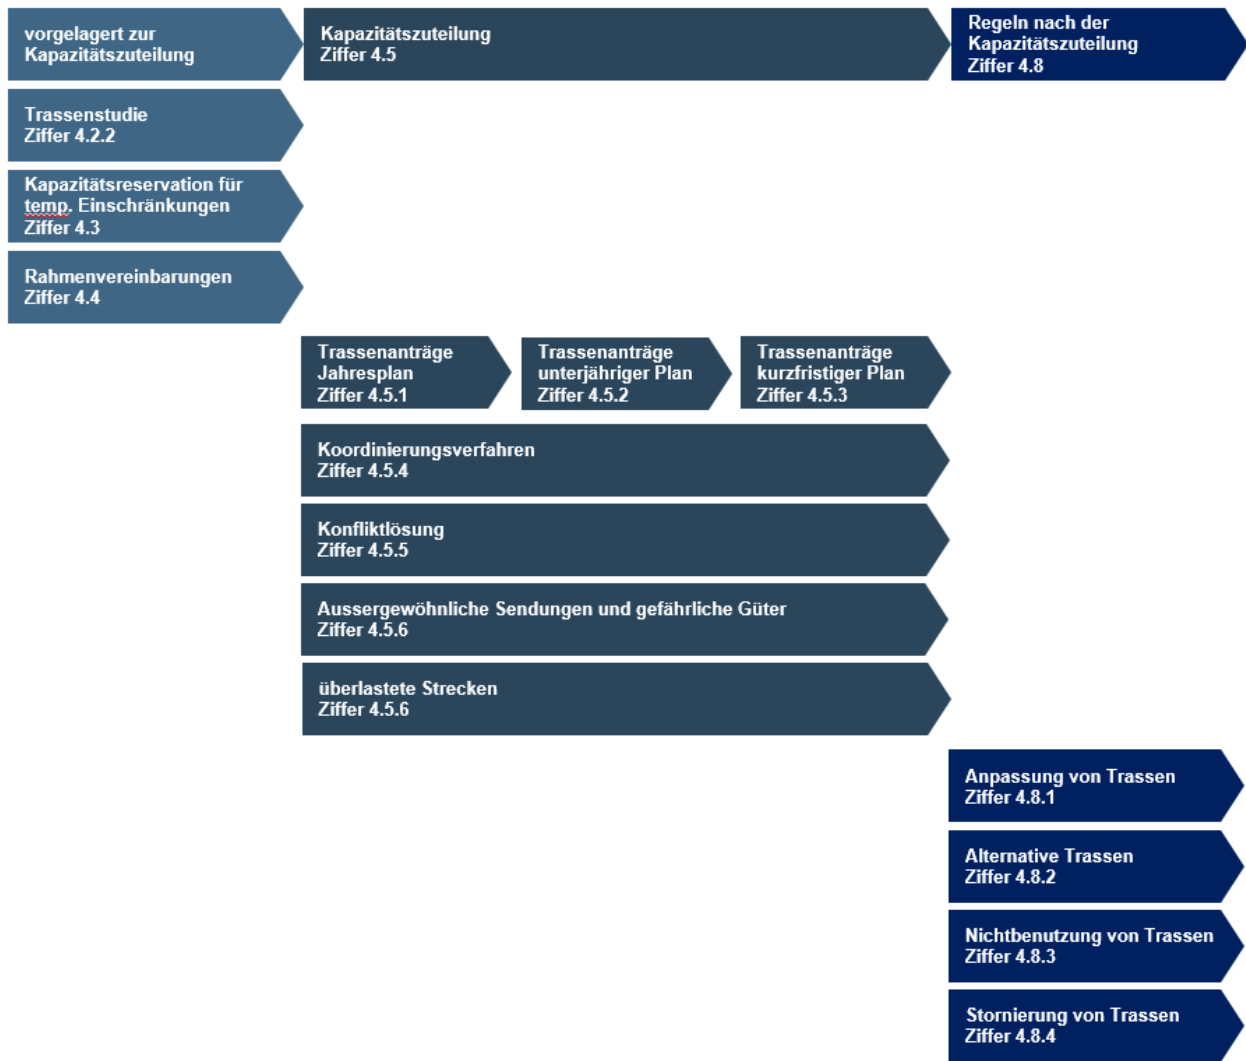 vorgelagert zur
Kapazitätszuteilung
Kapazitätszuteilung
Ziffer 4.5
Regeln nach der
Kapazitätszuteilung
Ziffer 4.8
Trassenstudie
Ziffer 4.2.2
Kapazitätsreservation für
temp. Einschränkungen
Ziffer 4.3
Rahmenvereinbarungen
Ziffer 4.4
Trassenanträge
Jahresplan
Ziffer 4.5.1
Trassenanträge
unterjähriger Plan
Ziffer 4.5.2
Trassenanträge
kurzfristiger Plan
Ziffer 4.5.3
Koordinierungsverfahren
Ziffer 4.5.4
Konfliktlösung
Ziffer 4.5.5
Aussergewöhnliche Sendungen und gefährliche Güter
Ziffer 4.5.6
überlastete Strecken
Ziffer 4.5.6
Anpassung von Trassen
Ziffer 4.8.1
Alternative Trassen
Ziffer 4.8.2
Nichtbenutzung von Trassen
Ziffer 4.8.3
Stornierung von Trassen
Ziffer 4.8.4